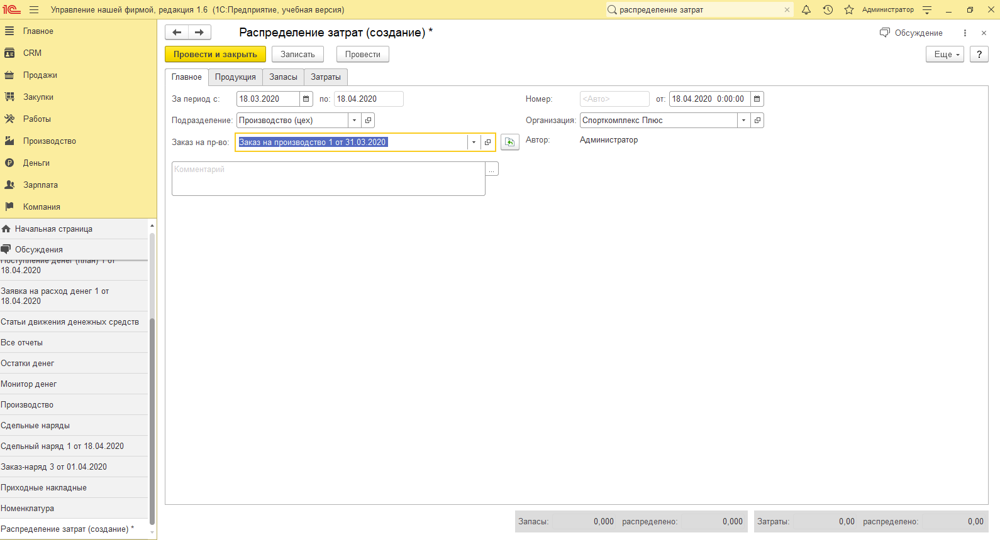 1С Управление нашей фирмой, редакция 1.6 (1С:Предприятие, учебная версия)
распределение затрат
Администратор
Главное
CRM
Продажи
Закупки
Работы
Производство
Деньги
Зарплата
Компания
Начальная страница
Обсуждения
Поступление денег (план) 1 от
18.04.2020
Заявка на расход денег 1 от
18.04.2020
Статьи движения денежных средств
Все отчеты
Остатки денег
Монитор денег
Производство
Сдельные наряды
Сдельный наряд 1 от 18.04.2020
Заказ-наряд 3 от 01.04.2020
Приходные накладные
Номенклатура
Распределение затрат (создание) *
Распределение затрат (создание) *
Обсуждение
Провести и закрыть
Записать
Провести
Еще
?
Главное
Продукция
Запасы
Затраты
За период с: 18.03.2020 по: 18.04.2020
Номер: <Авто> от: 18.04.2020 0:00:00
Подразделение: Производство (цех)
Организация: Спорткомплекс Плюс
Заказ на пр-во: Заказ на производство 1 от 31.03.2020
Автор: Администратор
Комментарий
...
Запасы: 0,000 распределено: 0,000
Затраты: 0,00 распределено: 0,00